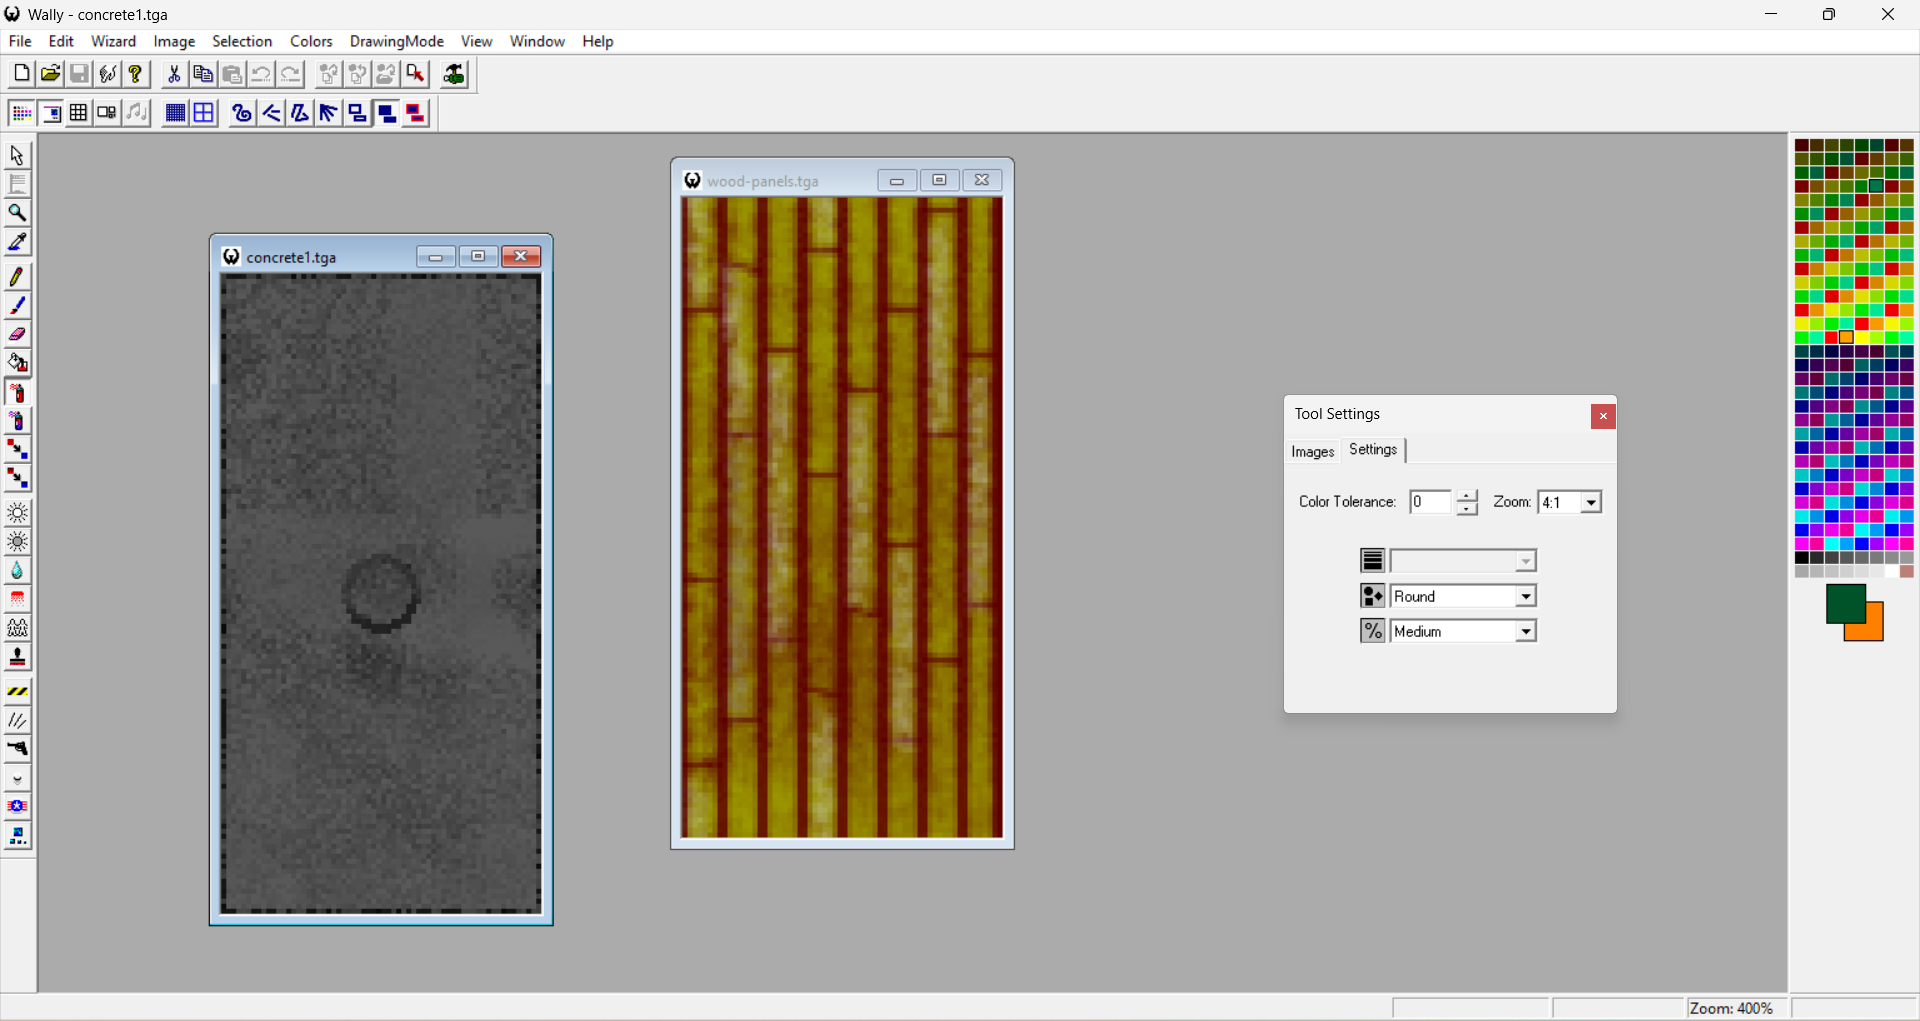 Wally - concrete1.tga
File Edit Wizard Image Selection Colors DrawingMode View Window Help
wood-panels.tga
concrete1.tga
Tool Settings
Images Settings
Color Tolerance: 0 Zoom: 4:1
Round
% Medium
Zoom: 400%